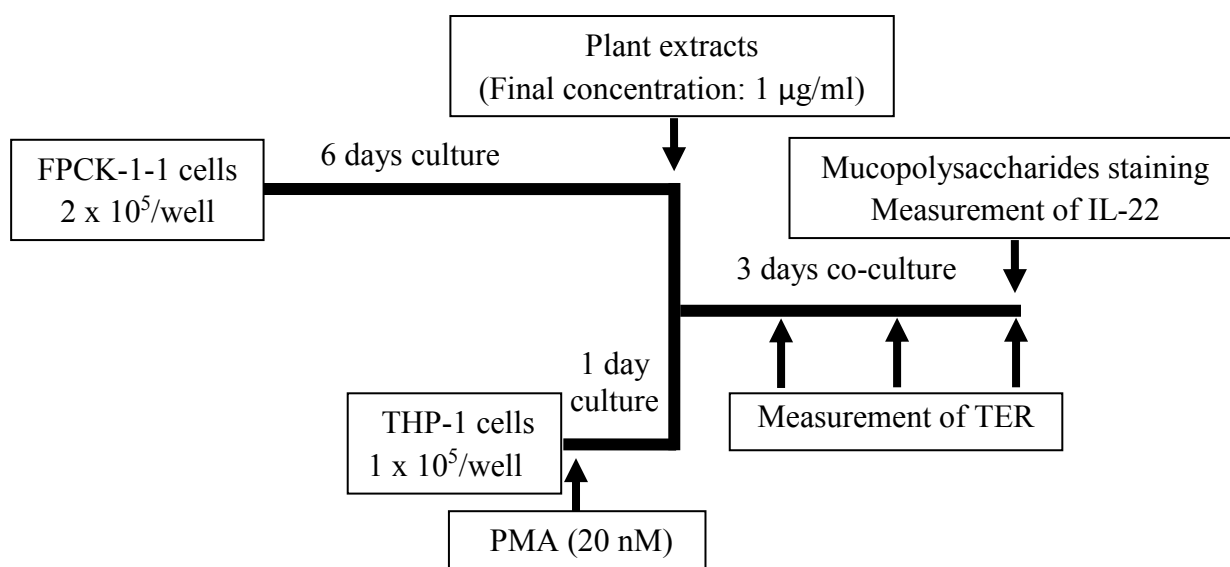 Plant extracts
(Final concentration: 1 µg/ml)
6 days culture
FPCK-1-1 cells
2 x 10⁵/well
Mucopolysaccharides staining
Measurement of IL-22
3 days co-culture
1 day
culture
THP-1 cells
1 x 10⁵/well
Measurement of TER
PMA (20 nM)